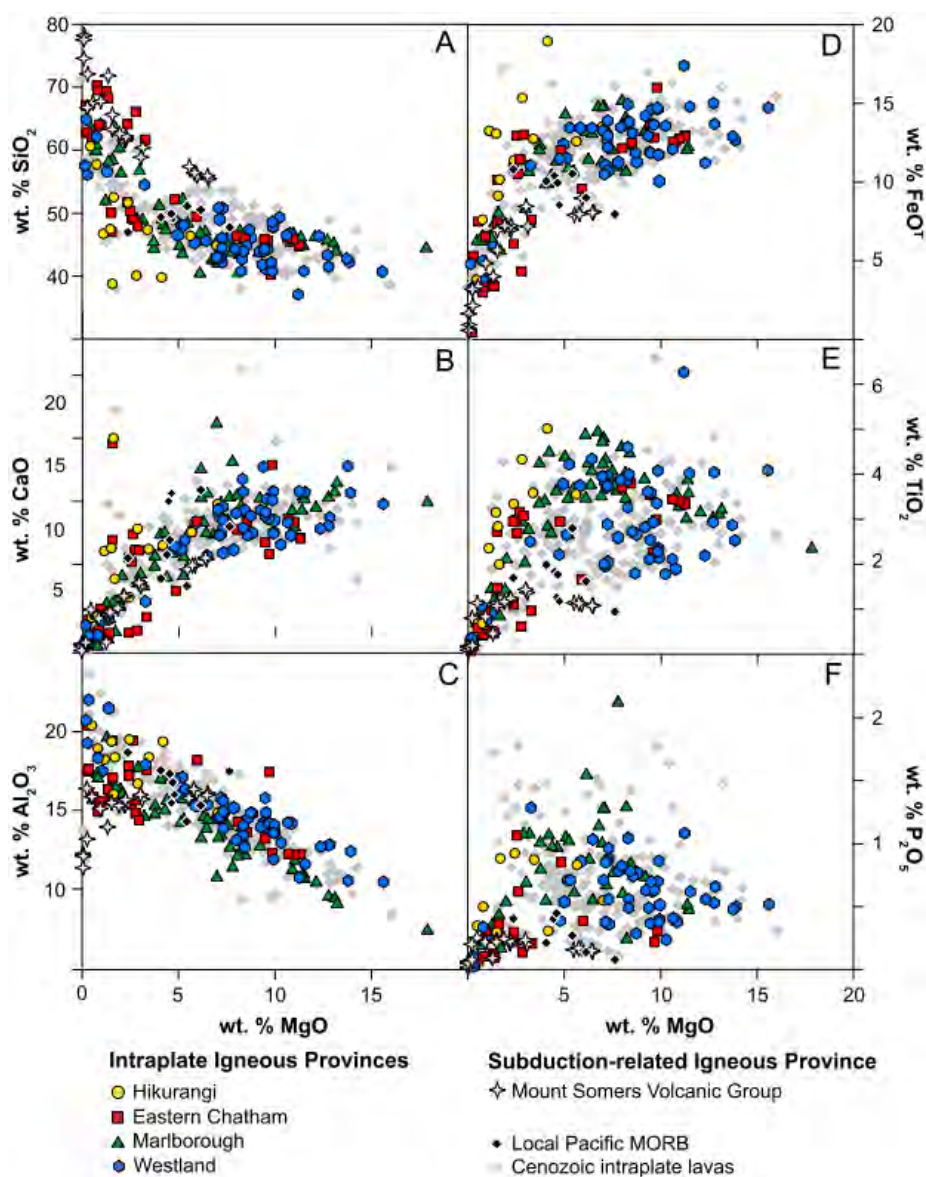 80
A
70
60
50
40
wt. % SiO2
D
20
15
10
5
wt. % FeOT
B
20
15
10
5
wt. % CaO
E
6
4
2
wt. % TiO2
C
20
15
10
wt. % Al2O3
F
2
1
wt. % P2O5
0 5 10 15
wt. % MgO
0 5 10 15 20
wt. % MgO
Intraplate Igneous Provinces
Hikurangi
Eastern Chatham
Marlborough
Westland
Subduction-related Igneous Province
Mount Somers Volcanic Group
Local Pacific MORB
Cenozoic intraplate lavas